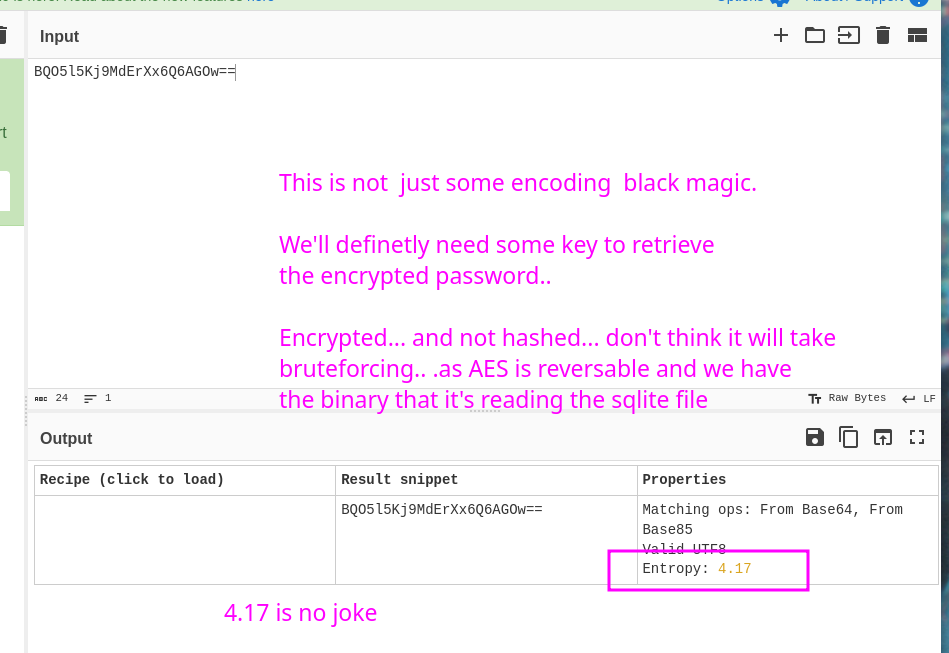 Input
BQO5l5Kj9MdErXx6Q6AGOw==
This is not just some encoding black magic.
We'll definetly need some key to retrieve
the encrypted password..
Encrypted... and not hashed... don't think it will take
bruteforcing.. .as AES is reversable and we have
the binary that it's reading the sqlite file
ABC 24 1 Raw Bytes LF
Output
Recipe (click to load) Result snippet Properties
BQO5l5Kj9MdErXx6Q6AGOw== Matching ops: From Base64, From
Base85
Valid UTF8
Entropy: 4.17
4.17 is no joke